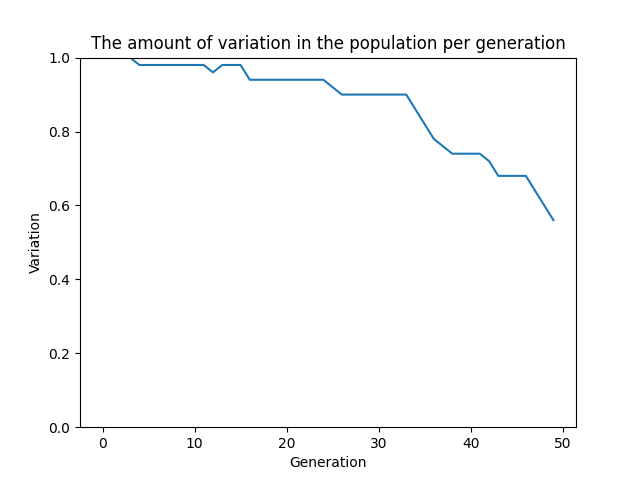 The amount of variation in the population per generation
1.0
0.8
0.6
0.4
0.2
0.0
Variation
0 10 20 30 40 50
Generation